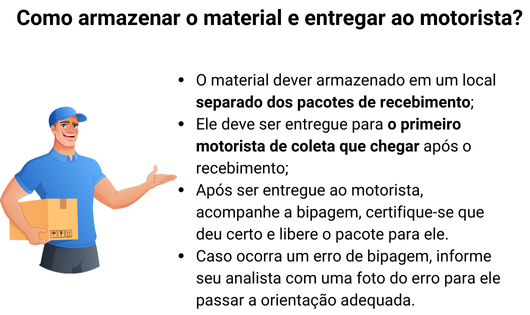 Como armazenar o material e entregar ao motorista?
• O material dever armazenado em um local
separado dos pacotes de recebimento;
• Ele deve ser entregue para o primeiro
motorista de coleta que chegar após o
recebimento;
• Após ser entregue ao motorista,
acompanhe a bipagem, certifique-se que
deu certo e libere o pacote para ele.
• Caso ocorra um erro de bipagem, informe
seu analista com uma foto do erro para ele
passar a orientação adequada.